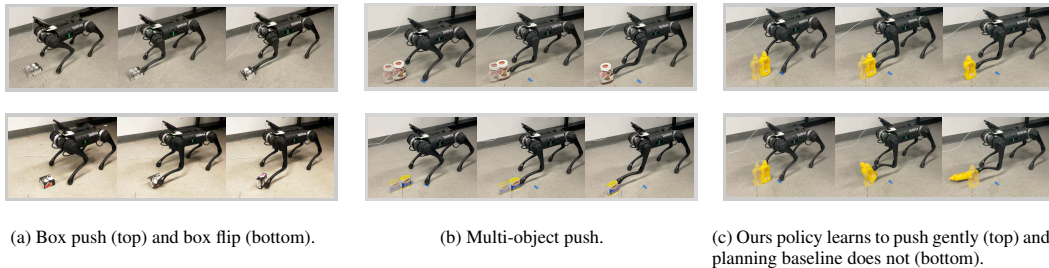 (a) Box push (top) and box flip (bottom).
(b) Multi-object push.
(c) Ours policy learns to push gently (top) and
planning baseline does not (bottom).